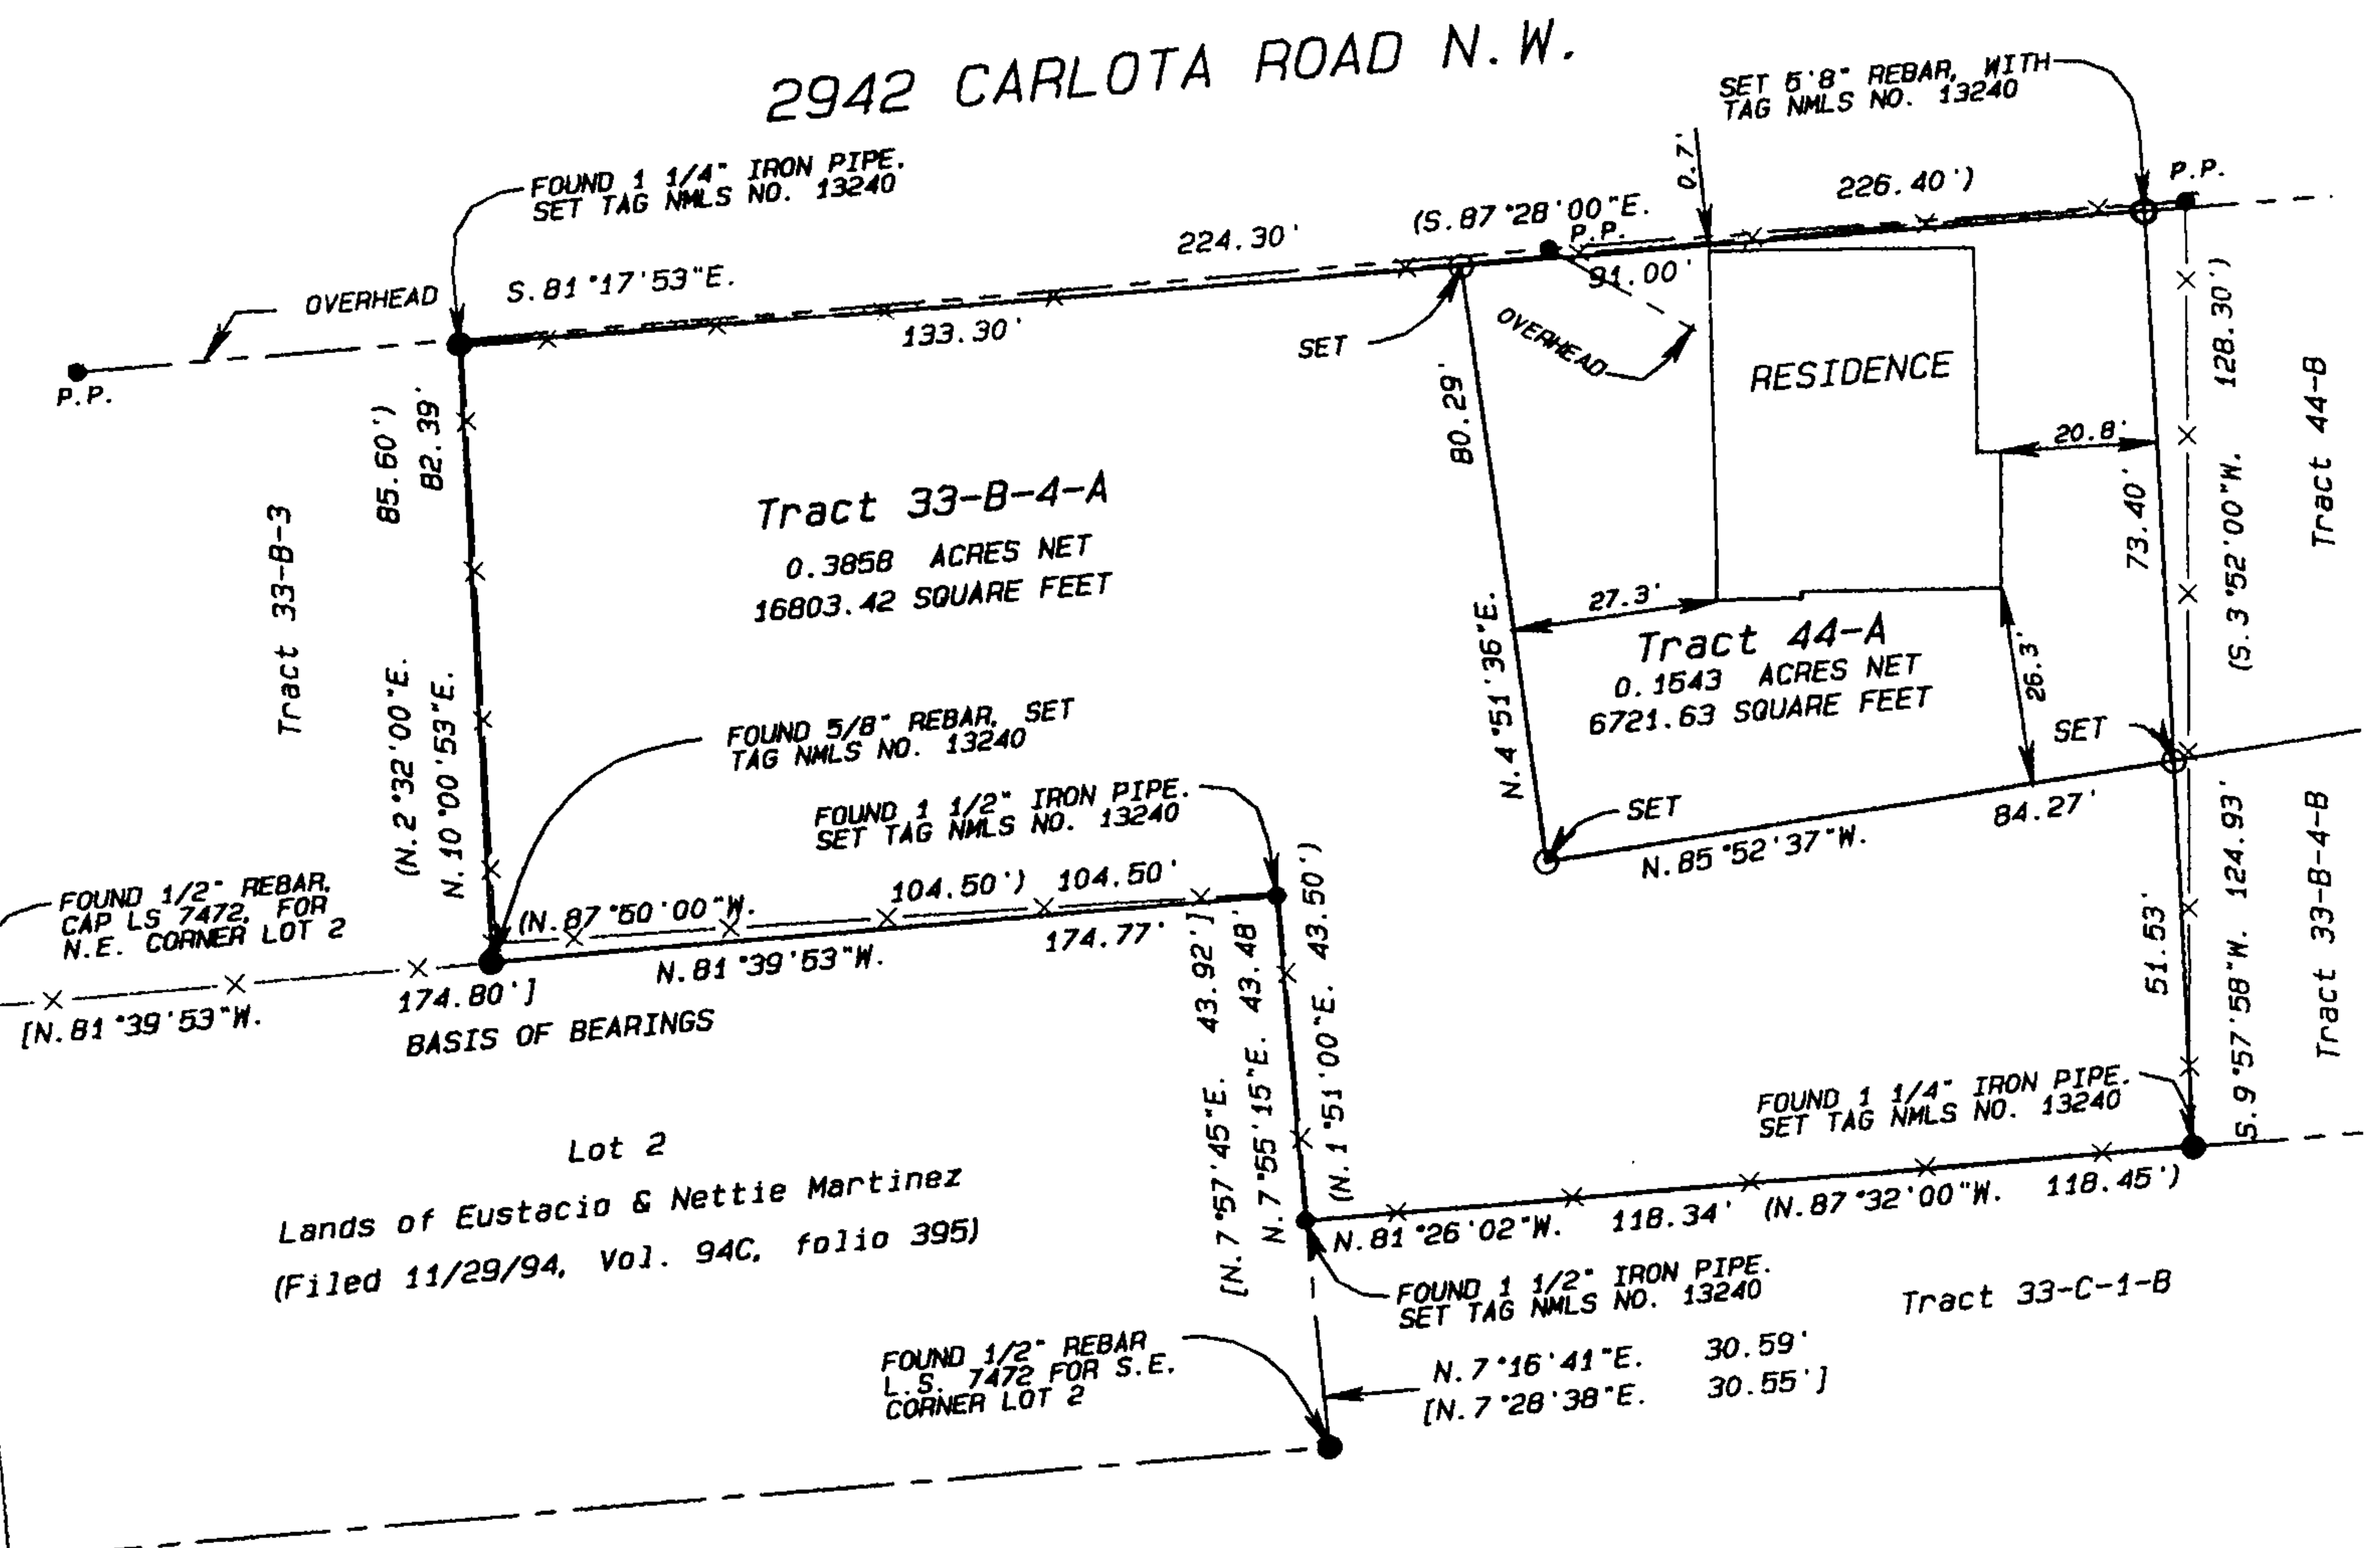 2942 CARLOTA ROAD N.W.
SET 5'8" REBAR, WITH
TAG NMLS NO. 13240
FOUND 1 1/4" IRON PIPE.
SET TAG NMLS NO. 13240
0.7'
P.P.
226.40')
(S.87°28'00"E.
P.P.
224.30'
91.00'
S.81°17'53"E.
OVERHEAD
133.30'
SET
OVERHEAD
P.P.
RESIDENCE
20.8'
128.30')
(S.3°52'00"W.
Tract 44-B
85.60')
82.39'
80.29'
73.40'
Tract 33-B-4-A
0.3858 ACRES NET
16803.42 SQUARE FEET
Tract 33-B-3
27.3'
N.4°51'36"E.
Tract 44-A
0.1543 ACRES NET
6721.63 SQUARE FEET
26.3'
SET
(N.2°32'00"E.
N.10°00'53"E.
FOUND 5/8" REBAR, SET
TAG NMLS NO. 13240
FOUND 1 1/2" IRON PIPE.
SET TAG NMLS NO. 13240
SET
84.27'
N.85°52'37"W.
FOUND 1/2" REBAR,
CAP LS 7472, FOR
N.E. CORNER LOT 2
(N.87°50'00"W.
104.50')
104.50'
174.77'
N.81°39'53"W.
174.80']
[N.81°39'53"W.
BASIS OF BEARINGS
[N.7°57'45"E. 43.92']
N.7°55'15"E. 43.48'
(N.1°51'00"E. 43.50')
51.53'
S.9°57'58"W. 124.93'
Tract 33-B-4-B
FOUND 1 1/4" IRON PIPE.
SET TAG NMLS NO. 13240
Lot 2
Lands of Eustacio & Nettie Martinez
(Filed 11/29/94, Vol. 94C, folio 395)
N.81°26'02"W. 118.34' (N.87°32'00"W. 118.45')
FOUND 1 1/2" IRON PIPE.
SET TAG NMLS NO. 13240
Tract 33-C-1-B
FOUND 1/2" REBAR
L.S. 7472 FOR S.E.
CORNER LOT 2
N.7°16'41"E. 30.59'
[N.7°28'38"E. 30.55']